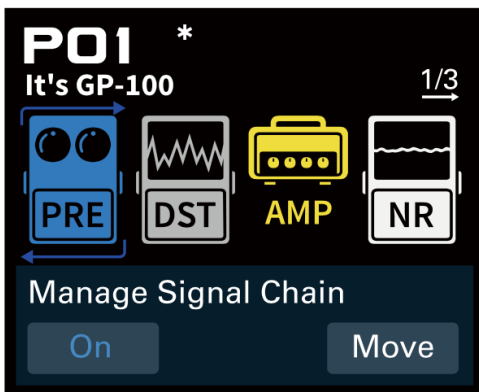 P01 *
It's GP-100
1/3
PRE DST AMP NR
Manage Signal Chain
On Move